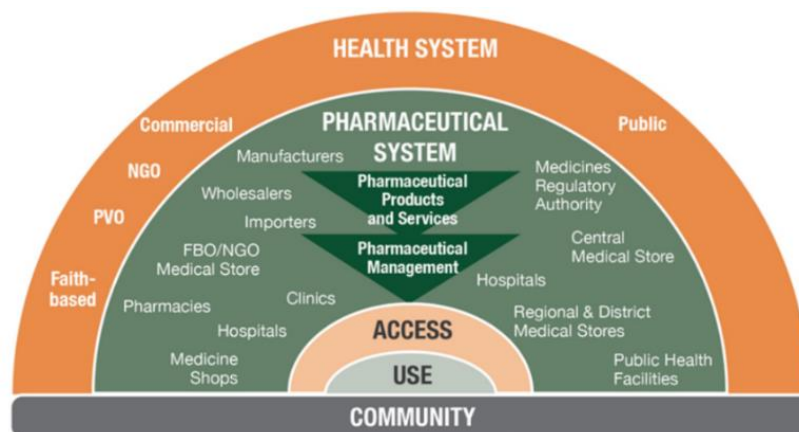 HEALTH SYSTEM
Commercial
NGO
PVO
Faith-
based
Public
PHARMACEUTICAL
SYSTEM
Manufacturers
Wholesalers
Importers
FBO/NGO
Medical Store
Pharmacies
Clinics
Hospitals
Medicine
Shops
Pharmaceutical
Products
and Services
Pharmaceutical
Management
Medicines
Regulatory
Authority
Central
Medical Store
Hospitals
Regional & District
Medical Stores
Public Health
Facilities
ACCESS
USE
COMMUNITY